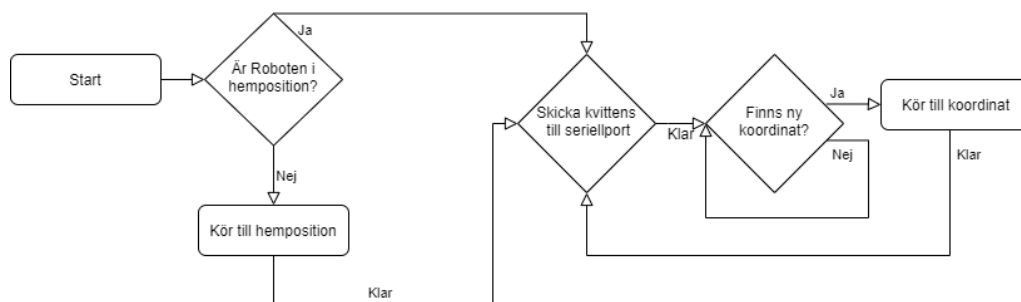 Start
Är Roboten i
hemposition?
Ja
Nej
Kör till hemposition
Klar
Skicka kvittens
till seriellport
Klar
Finns ny
koordinat?
Ja
Nej
Kör till koordinat
Klar